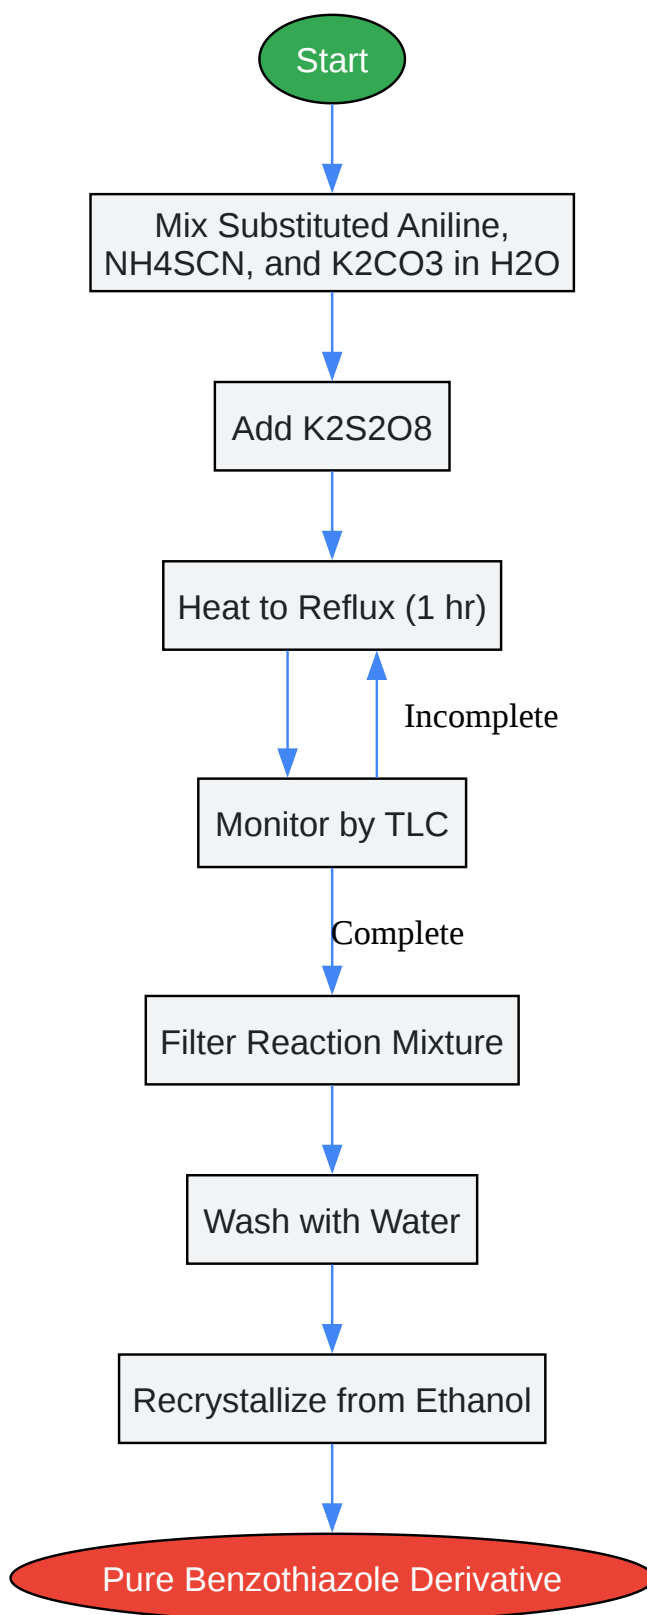 Start
Mix Substituted Aniline,
NH4SCN, and K2CO3 in H2O
Add K2S2O8
Heat to Reflux (1 hr)
Incomplete
Monitor by TLC
Complete
Filter Reaction Mixture
Wash with Water
Recrystallize from Ethanol
Pure Benzothiazole Derivative